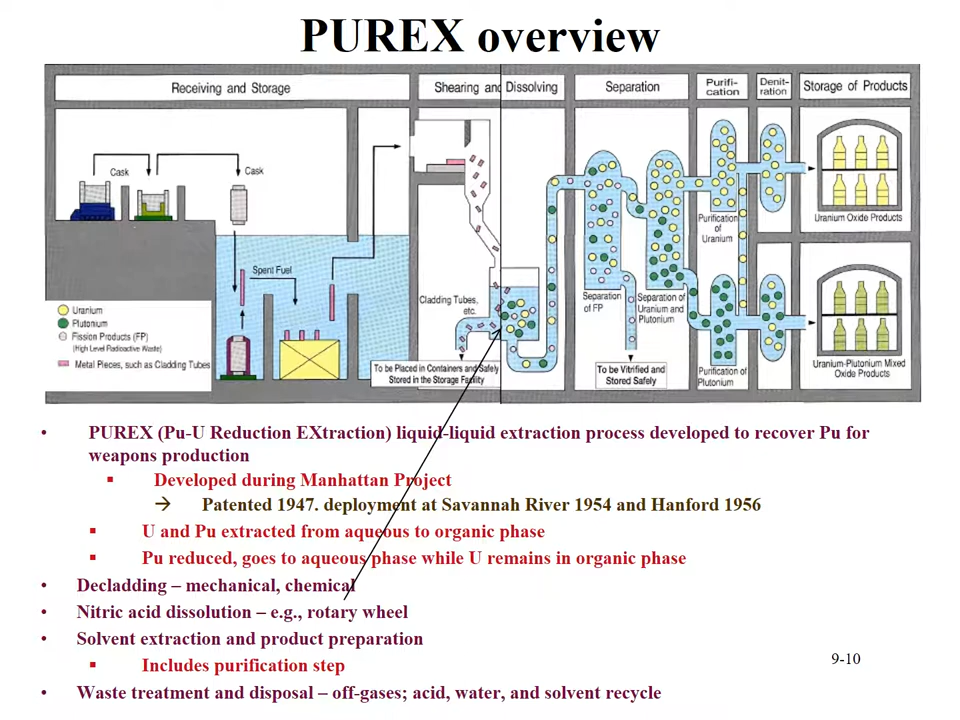 PUREX overview
Receiving and Storage
Shearing and Dissolving
Separation
Purifi-
cation
Denit-
ration
Storage of Products
Cask
Cask
Spent Fuel
Uranium
Plutonium
Fission Products (FP)
(High Level Radioactive Waste)
Metal Pieces, such as Cladding Tubes
Cladding Tubes,
etc.
To be Placed in Containers and Safely
Stored in the Storage Facility
Separation
of FP
Separation of
Uranium and
Plutonium
To be Vitrified and
Stored Safely
Purification
of
Uranium
Purification of
Plutonium
Uranium Oxide Products
Uranium-Plutonium Mixed
Oxide Products
• PUREX (Pu-U Reduction EXtraction) liquid-liquid extraction process developed to recover Pu for
weapons production
▪ Developed during Manhattan Project
→ Patented 1947. deployment at Savannah River 1954 and Hanford 1956
▪ U and Pu extracted from aqueous to organic phase
▪ Pu reduced, goes to aqueous phase while U remains in organic phase
• Decladding – mechanical, chemical
• Nitric acid dissolution – e.g., rotary wheel
• Solvent extraction and product preparation
▪ Includes purification step
• Waste treatment and disposal – off-gases; acid, water, and solvent recycle
9-10